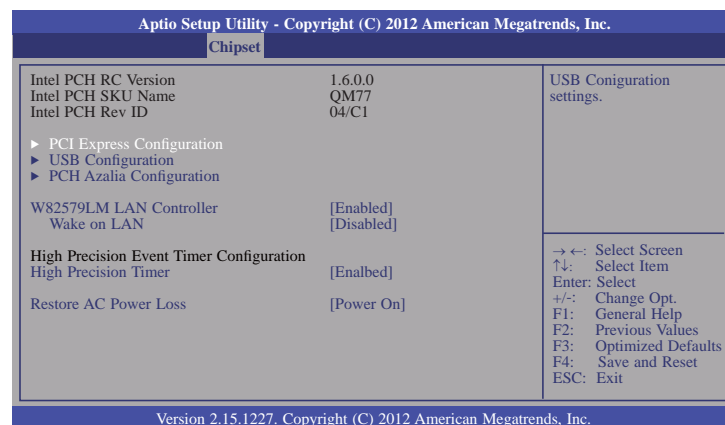 Aptio Setup Utility - Copyright (C) 2012 American Megatrends, Inc.
Chipset
Intel PCH RC Version 1.6.0.0
Intel PCH SKU Name QM77
Intel PCH Rev ID 04/C1
► PCI Express Configuration
► USB Configuration
► PCH Azalia Configuration
W82579LM LAN Controller [Enabled]
Wake on LAN [Disabled]
High Precision Event Timer Configuration
High Precision Timer [Enalbed]
Restore AC Power Loss [Power On]
USB Coniguration
settings.
→←: Select Screen
↑↓: Select Item
Enter: Select
+/-: Change Opt.
F1: General Help
F2: Previous Values
F3: Optimized Defaults
F4: Save and Reset
ESC: Exit
Version 2.15.1227. Copyright (C) 2012 American Megatrends, Inc.